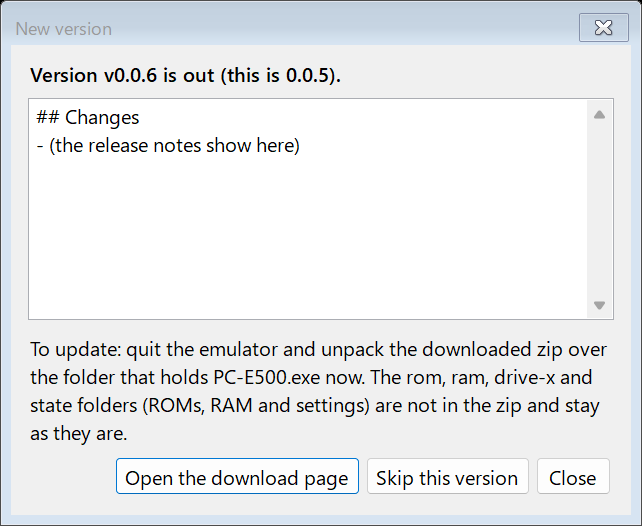 New version
Version v0.0.6 is out (this is 0.0.5).
## Changes
- (the release notes show here)
To update: quit the emulator and unpack the downloaded zip over
the folder that holds PC-E500.exe now. The rom, ram, drive-x and
state folders (ROMs, RAM and settings) are not in the zip and stay
as they are.
Open the download page
Skip this version
Close